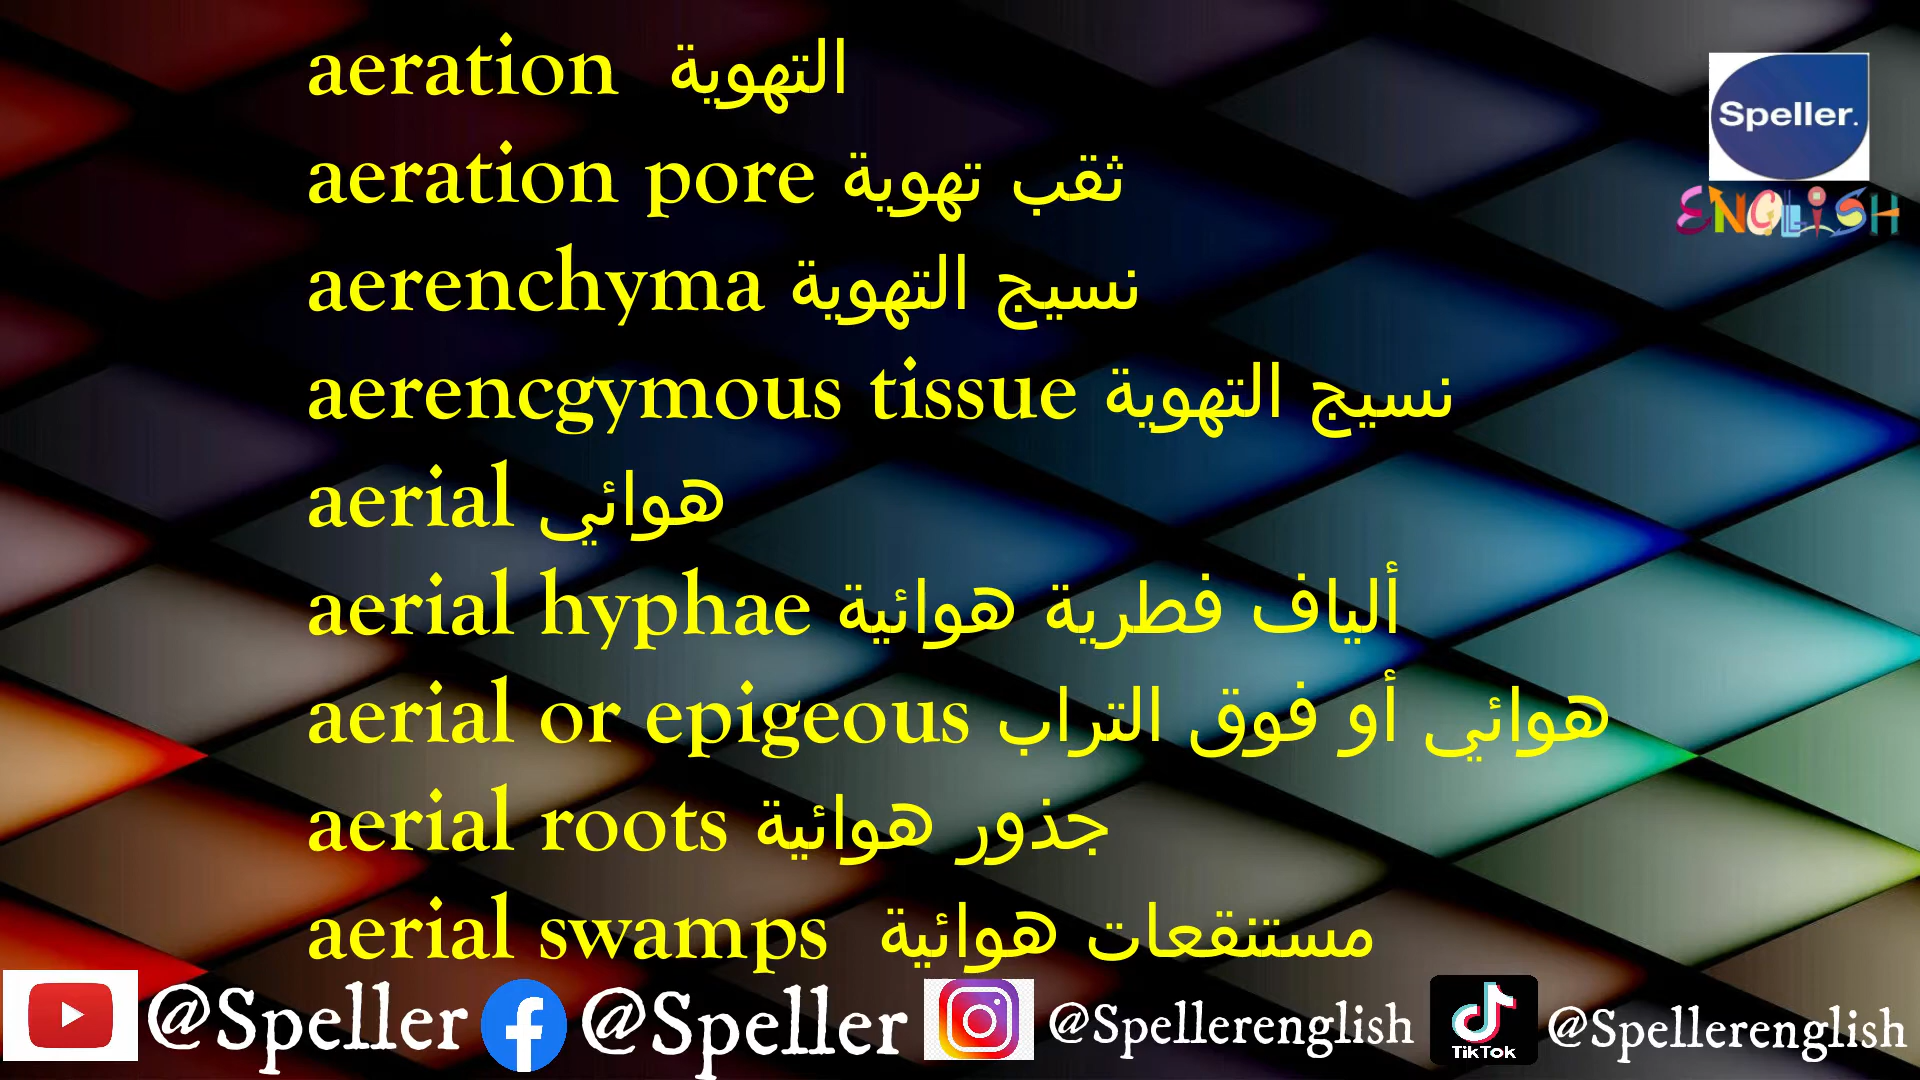 aeration التهوية
aeration pore ثقب تهوية
aerenchyma نسيج التهوية
aerencgymous tissue نسيج التهوية
aerial هوائي
aerial hyphae ألياف فطرية هوائية
aerial or epigeous هوائي أو فوق التراب
aerial roots جذور هوائية
aerial swamps مستنقعات هوائية
Speller.
ENGLISH
@Speller @Speller @Spellerenglish TikTok @Spellerenglish